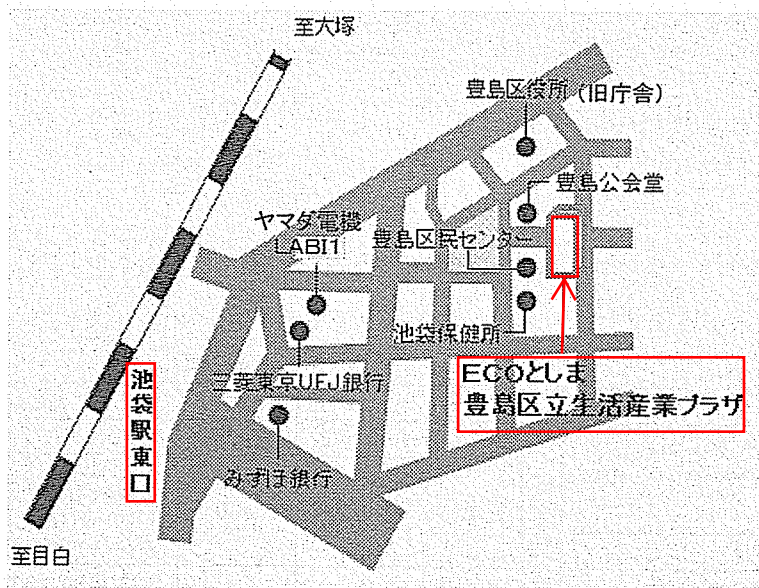 至大塚
豊島区役所(旧庁舎)
豊島公会堂
ヤマダ電機
LABI1
豊島区民センター
池袋保健所
三菱東京UFJ銀行
ECOとしま
豊島区立生活産業プラザ
池袋駅東口
みずほ銀行
至目白